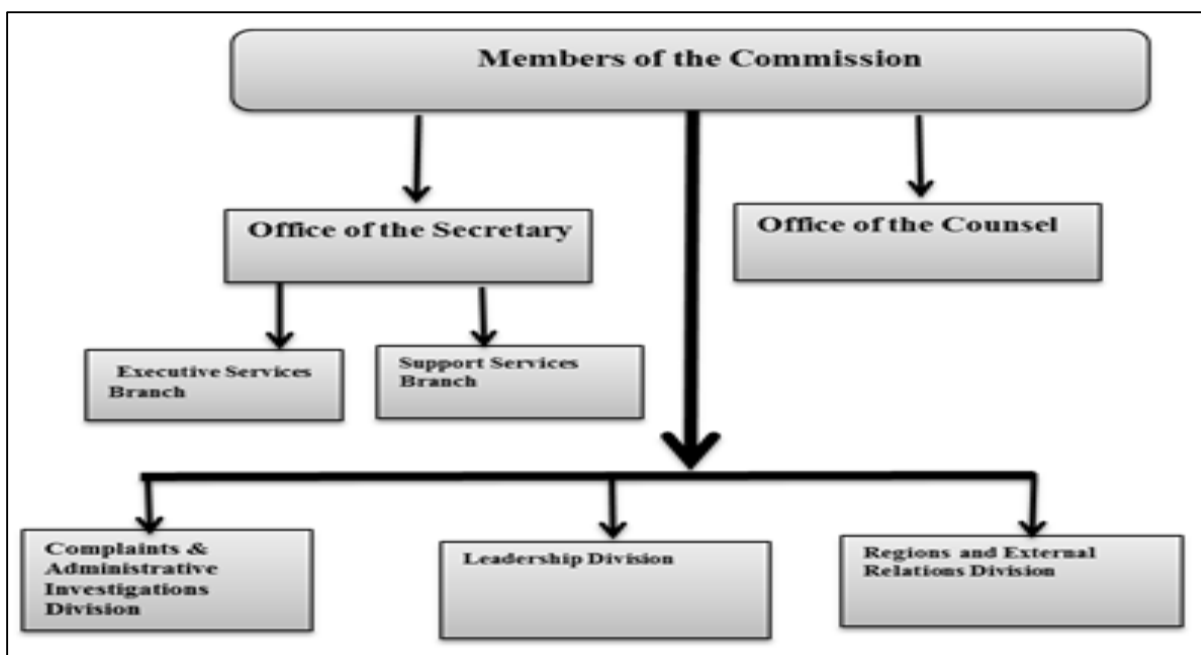 Members of the Commission
Office of the Secretary
Office of the Counsel
Executive Services
Branch
Support Services
Branch
Complaints &
Administrative
Investigations
Division
Leadership Division
Regions and External
Relations Division